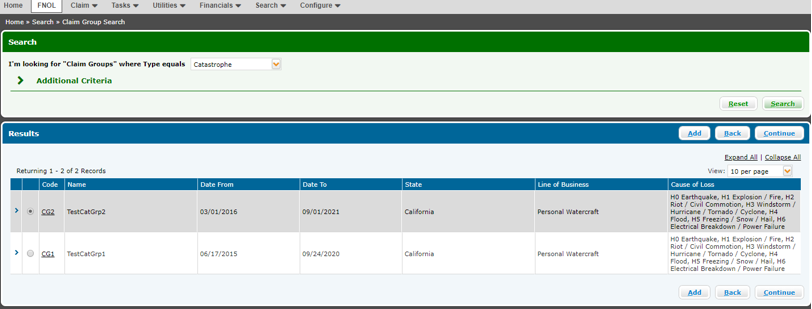 Home FNOL Claim Tasks Utilities Financials Search Configure
Home » Search » Claim Group Search
Search
I'm looking for "Claim Groups" where Type equals Catastrophe
Additional Criteria
Reset Search
Results Add Back Continue
Expand All | Collapse All
Returning 1 - 2 of 2 Records View: 10 per page
Code Name Date From Date To State Line of Business Cause of Loss
CG2 TestCatGrp2 03/01/2016 09/01/2021 California Personal Watercraft H0 Earthquake, H1 Explosion / Fire, H2
Riot / Civil Commotion, H3 Windstorm /
Hurricane / Tornado / Cyclone, H4
Flood, H5 Freezing / Snow / Hail, H6
Electrical Breakdown / Power Failure
CG1 TestCatGrp1 06/17/2015 09/24/2020 California Personal Watercraft H0 Earthquake, H1 Explosion / Fire, H2
Riot / Civil Commotion, H3 Windstorm /
Hurricane / Tornado / Cyclone, H4
Flood, H5 Freezing / Snow / Hail, H6
Electrical Breakdown / Power Failure
Add Back Continue